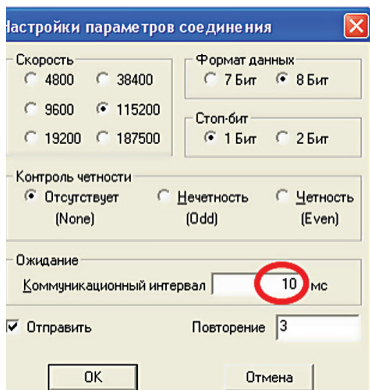 Настройки параметров соединения
Скорость
4800 38400
9600 115200
19200 187500
Формат данных
7 Бит 8 Бит
Стоп-бит
1 Бит 2 Бит
Контроль четности
Отсутствует Нечетность Четность
(None) (Odd) (Even)
Ожидание
Коммуникационный интервал 10 мс
Отправить Повторение 3
OK Отмена